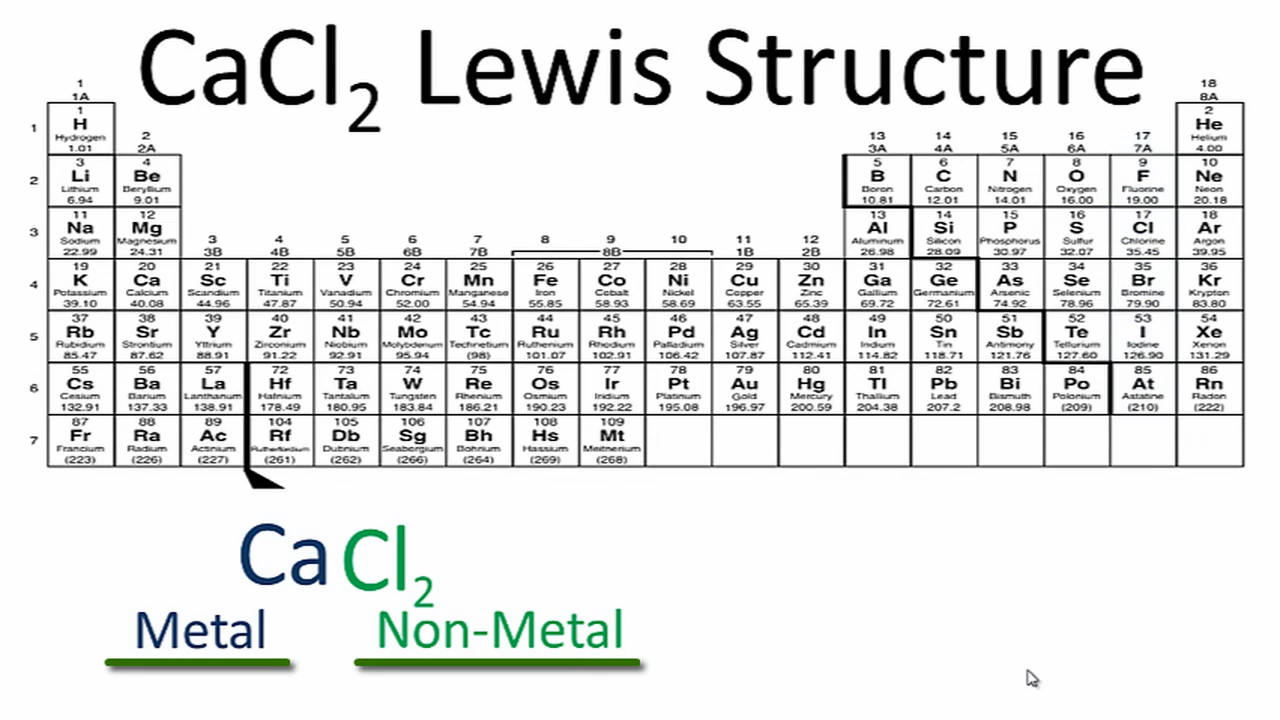 CaCl2 Lewis Structure
1 18
1A 8A
1 2
H He
Hydrogen Helium
1.01 4.00
2 13 14 15 16 17
2A 3A 4A 5A 6A 7A
1
3 4 5 6 7 8 9 10
2 Li Be B C N O F Ne
Lithium Beryllium Boron Carbon Nitrogen Oxygen Fluorine Neon
6.94 9.01 10.81 12.01 14.01 16.00 19.00 20.18
11 12 13 14 15 16 17 18
3 Na Mg Al Si P S Cl Ar
Sodium Magnesium Aluminum Silicon Phosphorus Sulfur Chlorine Argon
22.99 24.31 26.98 28.09 30.97 32.07 35.45 39.95
3 4 5 6 7 8 9 10 11 12
3B 4B 5B 6B 7B 8B 1B 2B
19 20 21 22 23 24 25 26 27 28 29 30 31 32 33 34 35 36
4 K Ca Sc Ti V Cr Mn Fe Co Ni Cu Zn Ga Ge As Se Br Kr
Potassium Calcium Scandium Titanium Vanadium Chromium Manganese Iron Cobalt Nickel Copper Zinc Gallium Germanium Arsenic Selenium Bromine Krypton
39.10 40.08 44.96 47.87 50.94 52.00 54.94 55.85 58.93 58.69 63.55 65.39 69.72 72.61 74.92 78.96 79.90 83.80
37 38 39 40 41 42 43 44 45 46 47 48 49 50 51 52 53 54
5 Rb Sr Y Zr Nb Mo Tc Ru Rh Pd Ag Cd In Sn Sb Te I Xe
Rubidium Strontium Yttrium Zirconium Niobium Molybdenum Technetium Ruthenium Rhodium Palladium Silver Cadmium Indium Tin Antimony Tellurium Iodine Xenon
85.47 87.62 88.91 91.22 92.91 95.94 (98) 101.07 102.91 106.42 107.87 112.41 114.82 118.71 121.76 127.60 126.90 131.29
55 56 57 72 73 74 75 76 77 78 79 80 81 82 83 84 85 86
6 Cs Ba La Hf Ta W Re Os Ir Pt Au Hg Tl Pb Bi Po At Rn
Cesium Barium Lanthanum Hafnium Tantalum Tungsten Rhenium Osmium Iridium Platinum Gold Mercury Thallium Lead Bismuth Polonium Astatine Radon
132.91 137.33 138.91 178.49 180.95 183.84 186.21 190.23 192.22 195.08 196.97 200.59 204.38 207.2 208.98 (209) (210) (222)
87 88 89 104 105 106 107 108 109
7 Fr Ra Ac Rf Db Sg Bh Hs Mt
Francium Radium Actinium Rutherfordium Dubnium Seaborgium Bohrium Hassium Meitnerium
(223) (226) (227) (261) (262) (266) (264) (269) (268)
CaCl2
Metal Non-Metal